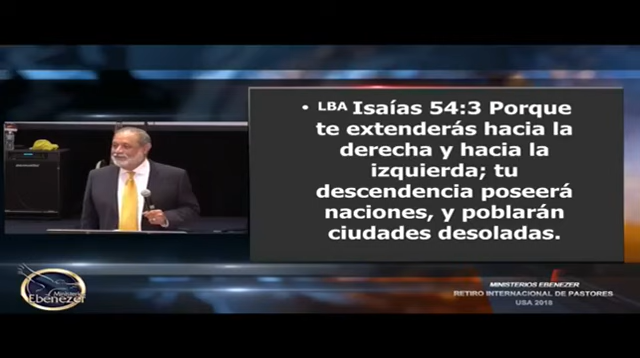 • LBA Isaías 54:3 Porque
te extenderás hacia la
derecha y hacia la
izquierda; tu
descendencia poseerá
naciones, y poblarán
ciudades desoladas.
Ministerios
Ebenezer
MINISTERIOS EBENEZER
RETIRO INTERNACIONAL DE PASTORES
USA 2018